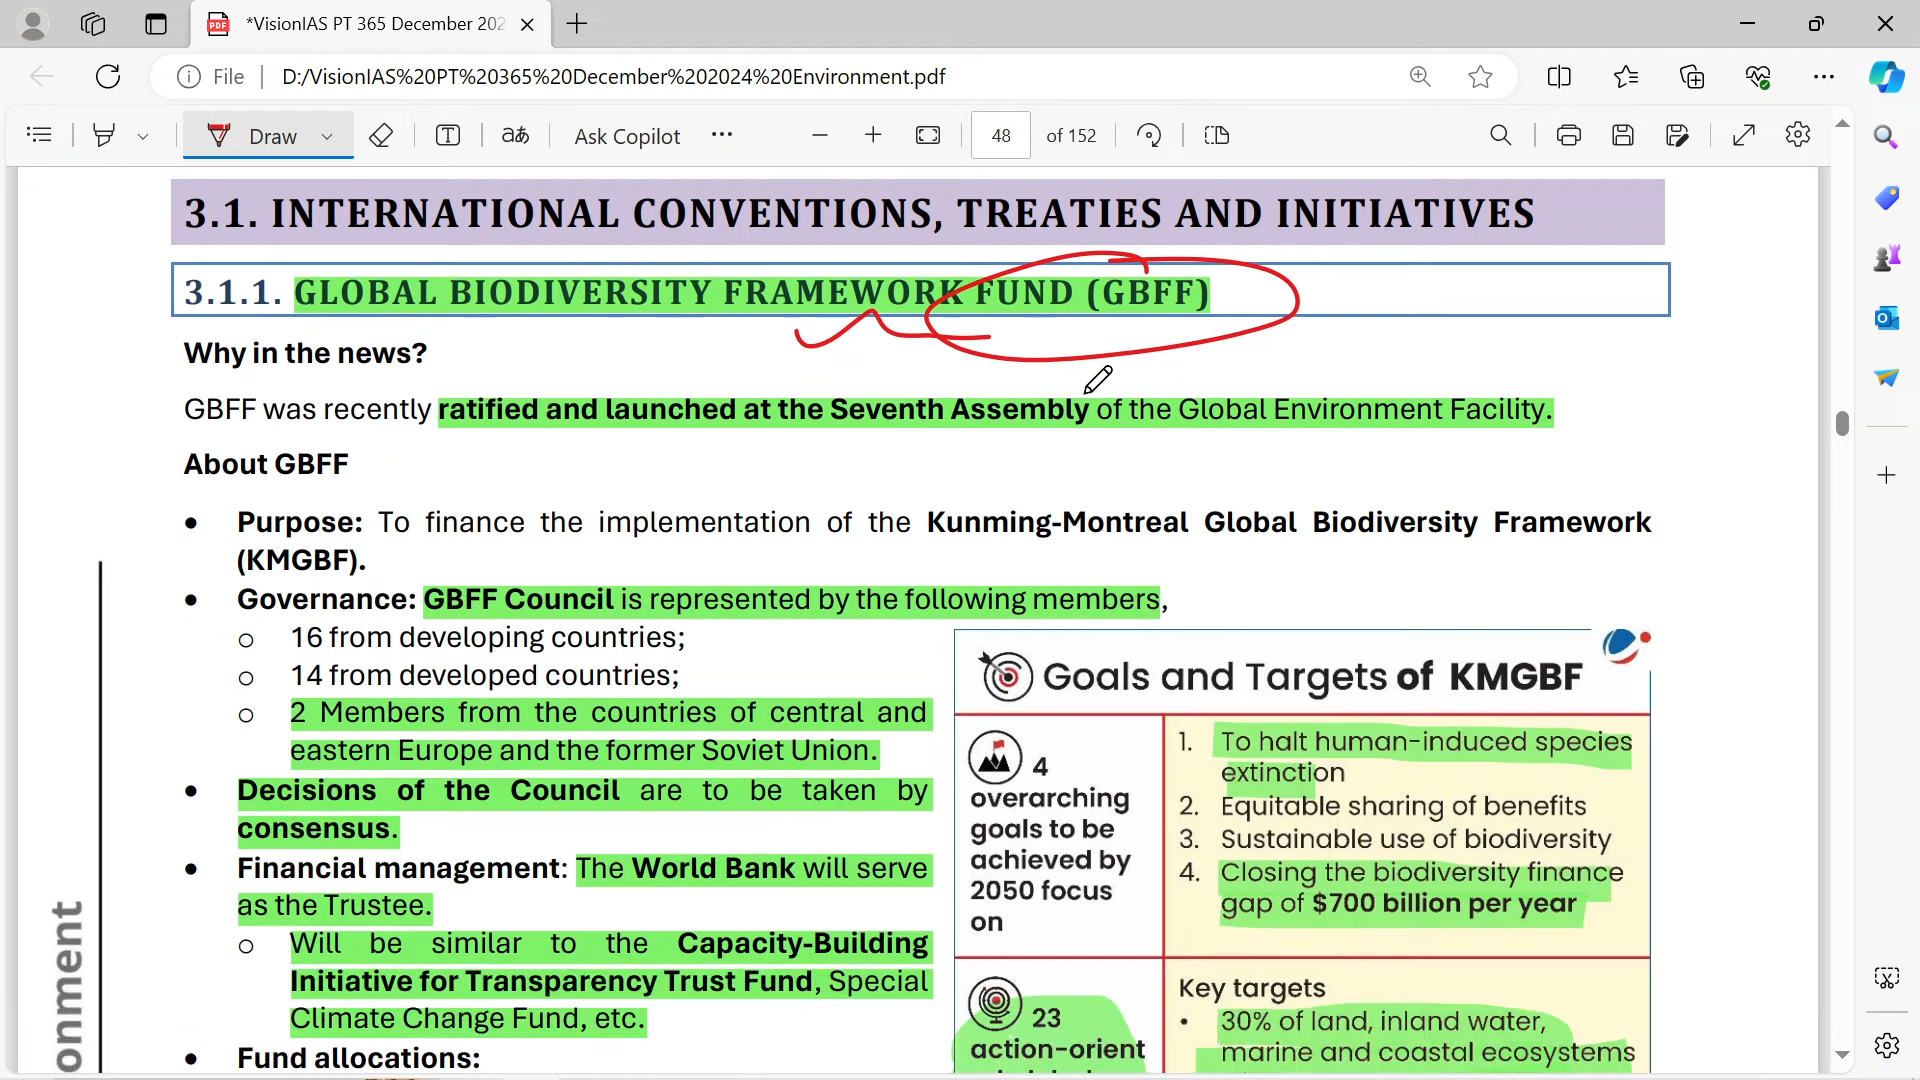 *VisionIAS PT 365 December 202
File
D:/VisionIAS%20PT%20365%20December%202024%20Environment.pdf
Draw
Ask Copilot
48
of 152
3.1. INTERNATIONAL CONVENTIONS, TREATIES AND INITIATIVES
3.1.1. GLOBAL BIODIVERSITY FRAMEWORK FUND (GBFF)
Why in the news?
GBFF was recently ratified and launched at the Seventh Assembly of the Global Environment Facility.
About GBFF
• Purpose: To finance the implementation of the Kunming-Montreal Global Biodiversity Framework
(KMGBF).
• Governance: GBFF Council is represented by the following members,
o 16 from developing countries;
o 14 from developed countries;
o 2 Members from the countries of central and
eastern Europe and the former Soviet Union.
• Decisions of the Council are to be taken by
consensus.
• Financial management: The World Bank will serve
as the Trustee.
o Will be similar to the Capacity-Building
Initiative for Transparency Trust Fund, Special
Climate Change Fund, etc.
• Fund allocations:
Goals and Targets of KMGBF
4
overarching
goals to be
achieved by
2050 focus
on
1. To halt human-induced species
extinction
2. Equitable sharing of benefits
3. Sustainable use of biodiversity
4. Closing the biodiversity finance
gap of $700 billion per year
23
action-orient
Key targets
• 30% of land, inland water,
marine and coastal ecosystems
onment